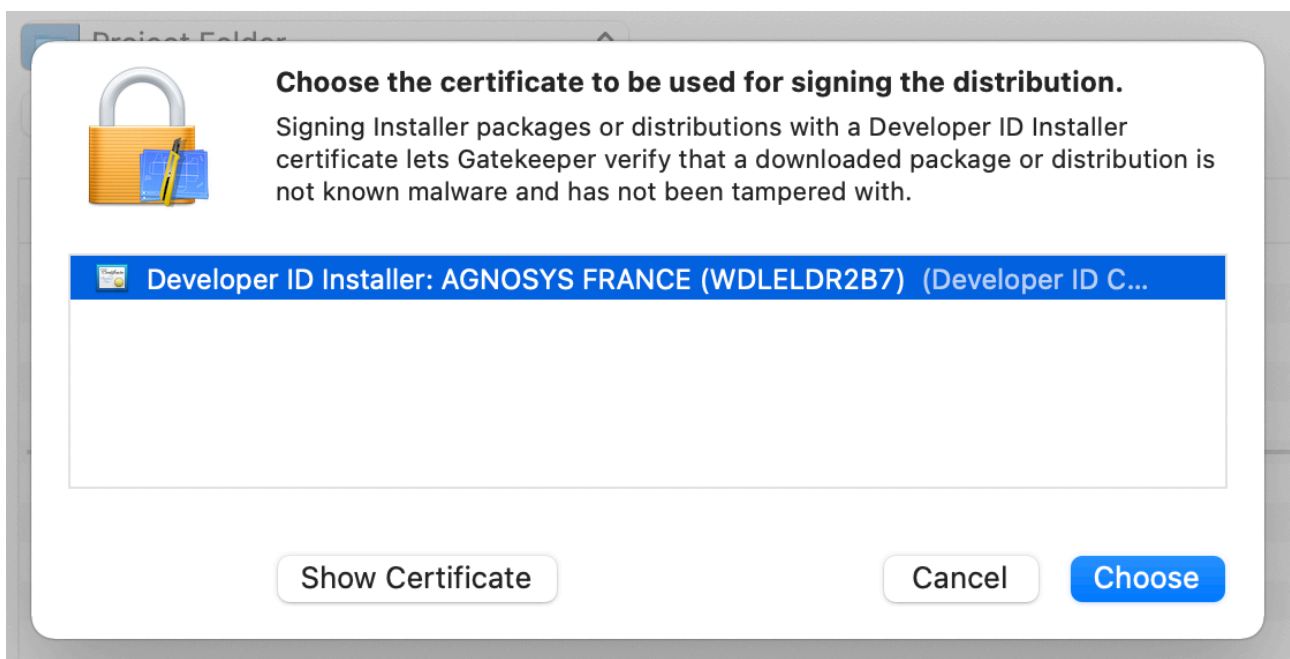 Project Folder
Choose the certificate to be used for signing the distribution.
Signing Installer packages or distributions with a Developer ID Installer
certificate lets Gatekeeper verify that a downloaded package or distribution is
not known malware and has not been tampered with.
Developer ID Installer: AGNOSYS FRANCE (WDLELDR2B7) (Developer ID C...
Show Certificate
Cancel
Choose